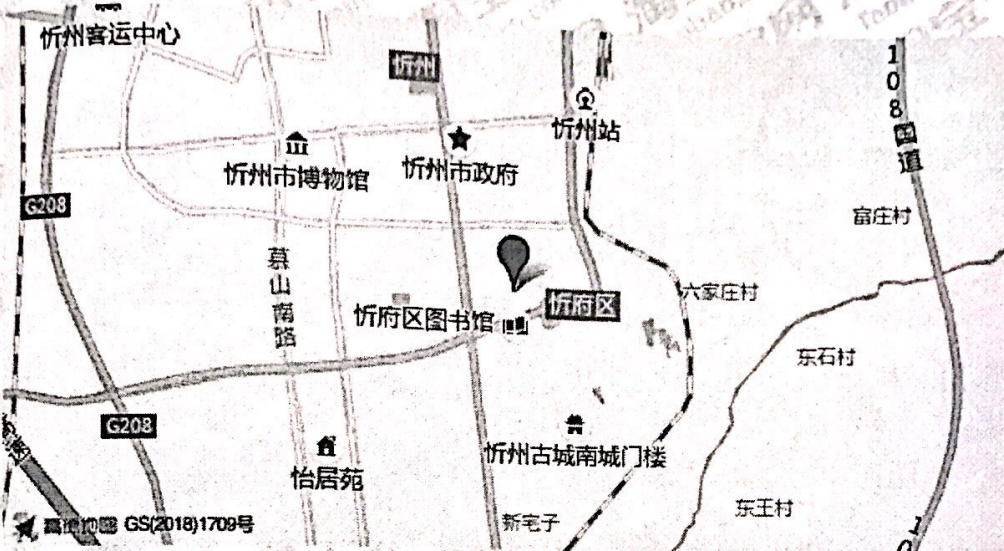 忻州客运中心
忻州
忻州站
108国道
忻州市博物馆
忻州市政府
G208
富庄村
慕山南路
六家庄村
忻府区
忻府区图书馆
东石村
G208
忻州古城南城门楼
怡居苑
东王村
新宅子
高德地图 GS(2018)1709号